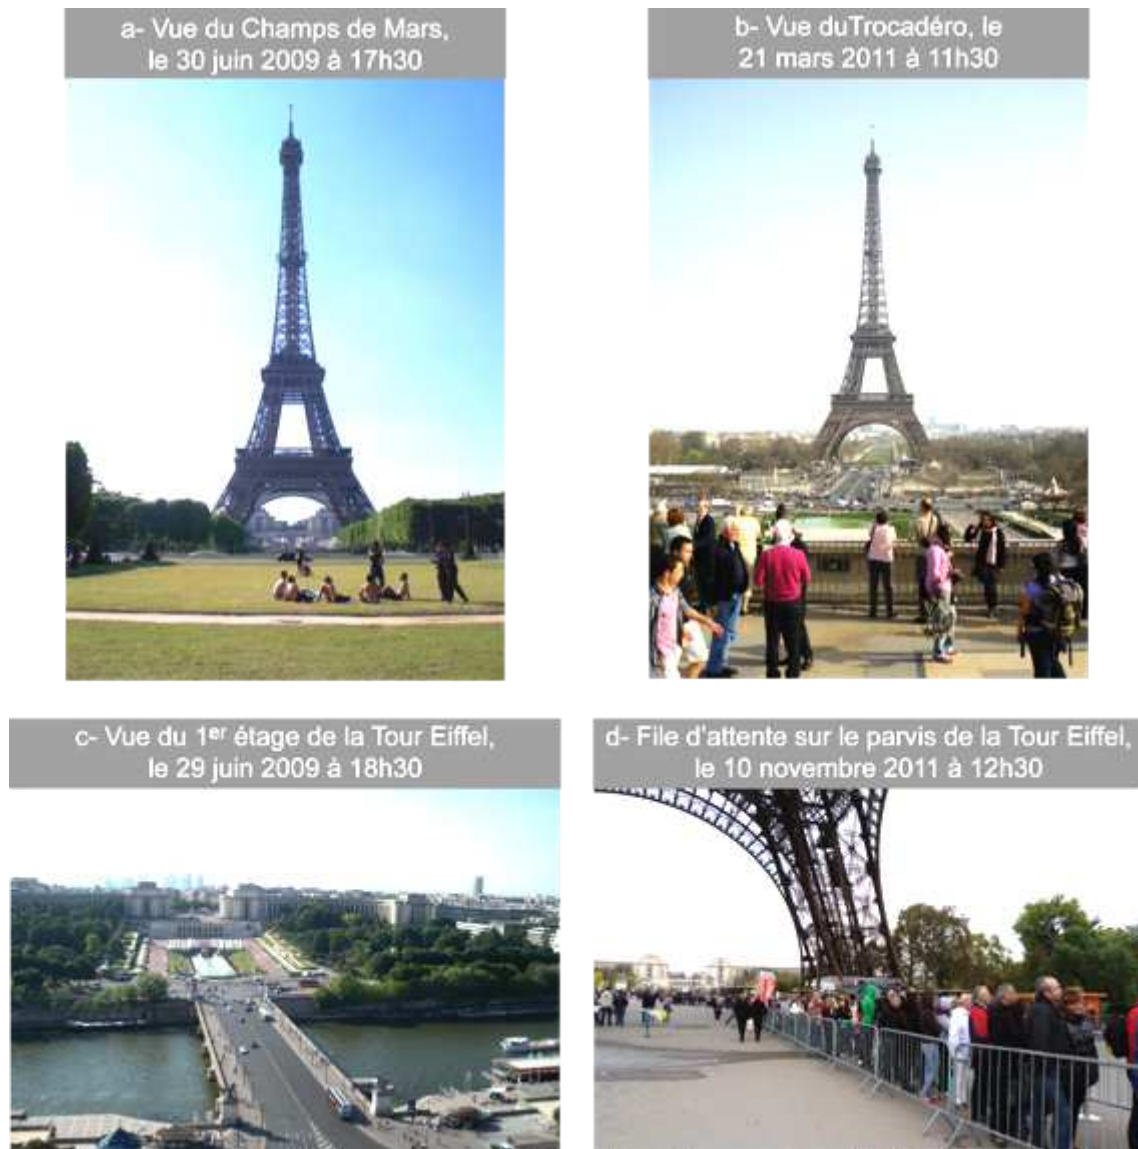 a- Vue du Champs de Mars,
le 30 juin 2009 à 17h30
b- Vue duTrocadéro, le
21 mars 2011 à 11h30
c- Vue du 1er étage de la Tour Eiffel,
le 29 juin 2009 à 18h30
d- File d'attente sur le parvis de la Tour Eiffel,
le 10 novembre 2011 à 12h30